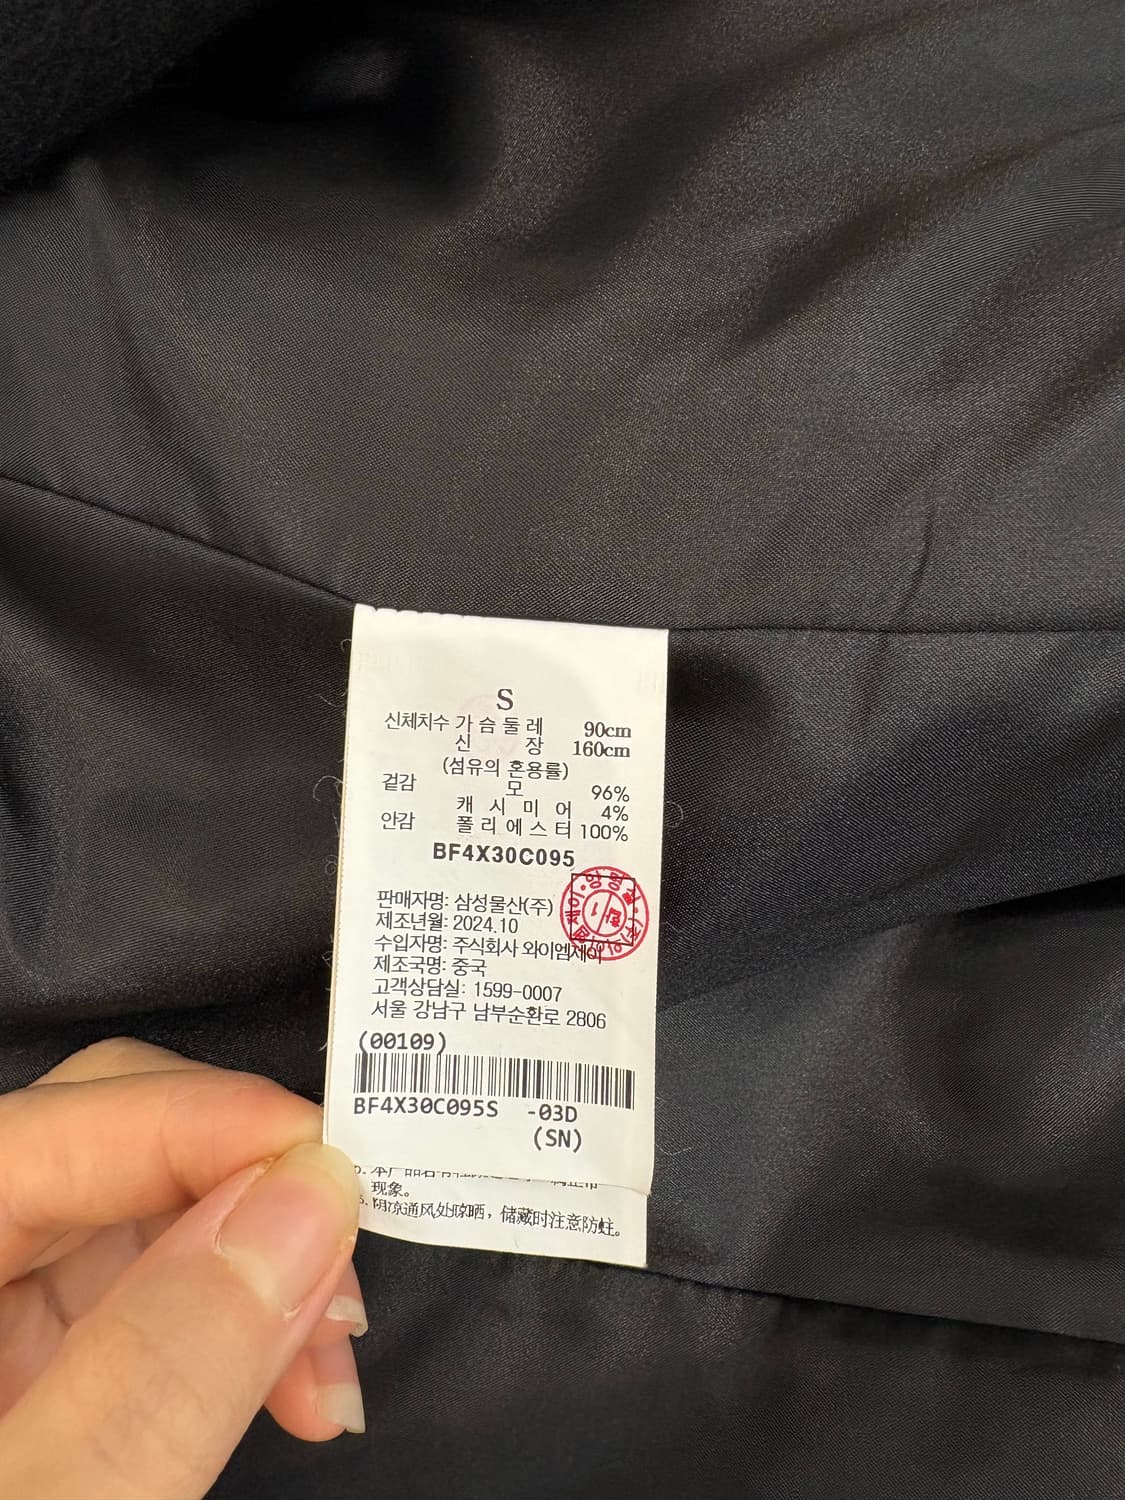 S
신체치수 가슴둘레 90cm
신장 160cm
(섬유의 혼용률)
겉감 모 96%
캐시미어 4%
안감 폴리에스터 100%
BF4X30C095
판매자명: 삼성물산(주)
제조년월: 2024.10
수입자명: 주식회사 와이엠제이
제조국명: 중국
고객상담실: 1599-0007
서울 강남구 남부순환로 2806
(00109)
BF4X30C095S -03D
(SN)
现象。
阴凉通风处晾晒，储藏时注意防蛀。